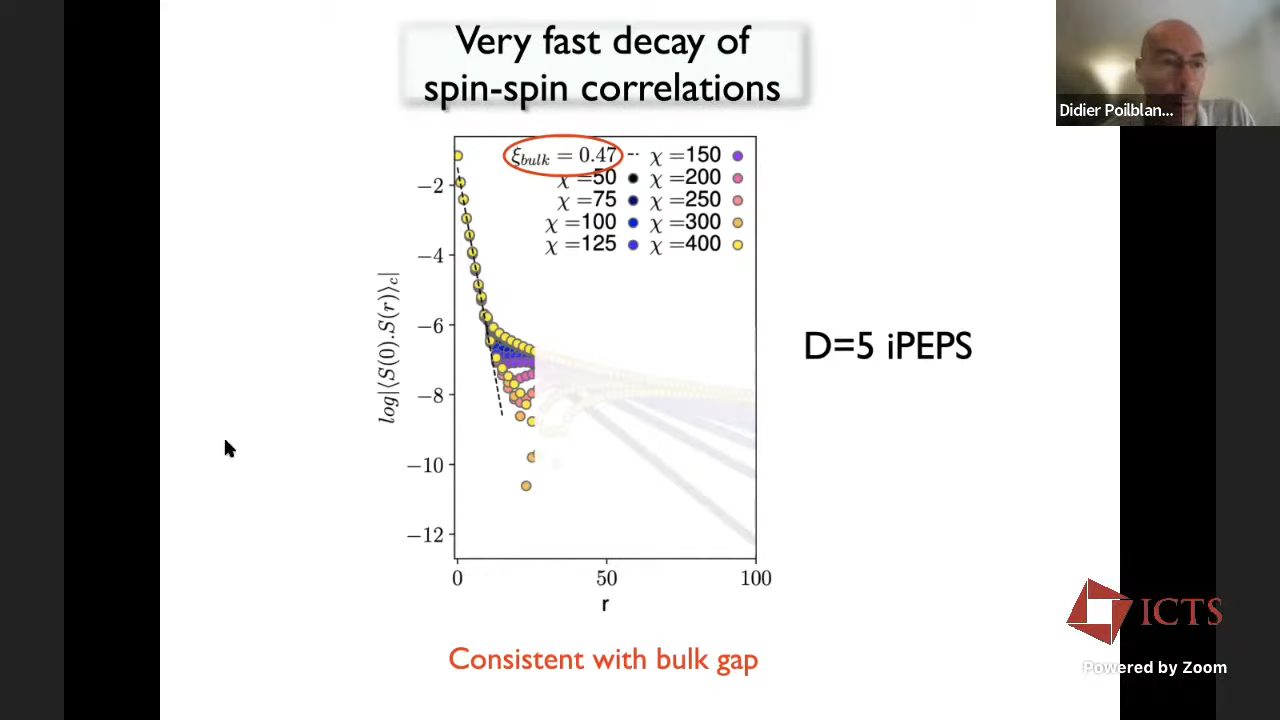 Very fast decay of
spin-spin correlations
Didier Poilblan...
ξbulk = 0.47
χ =50
χ =75
χ =100
χ =125
χ =150
χ =200
χ =250
χ =300
χ =400
−2
−4
−6
−8
−10
−12
log|⟨S(0).S(r)⟩c|
0 50 100
r
D=5 iPEPS
Consistent with bulk gap
ICTS
Powered by Zoom